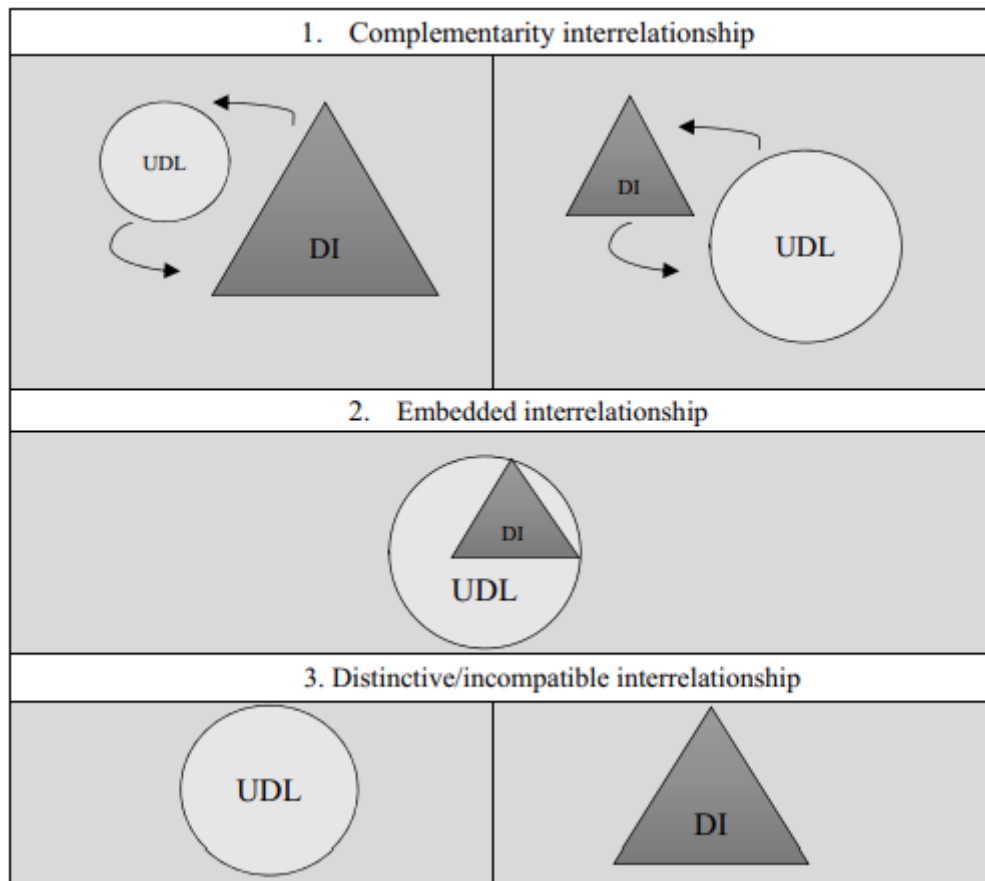 1. Complementarity interrelationship
UDL
DI
DI
UDL
2. Embedded interrelationship
DI
UDL
3. Distinctive/incompatible interrelationship
UDL
DI